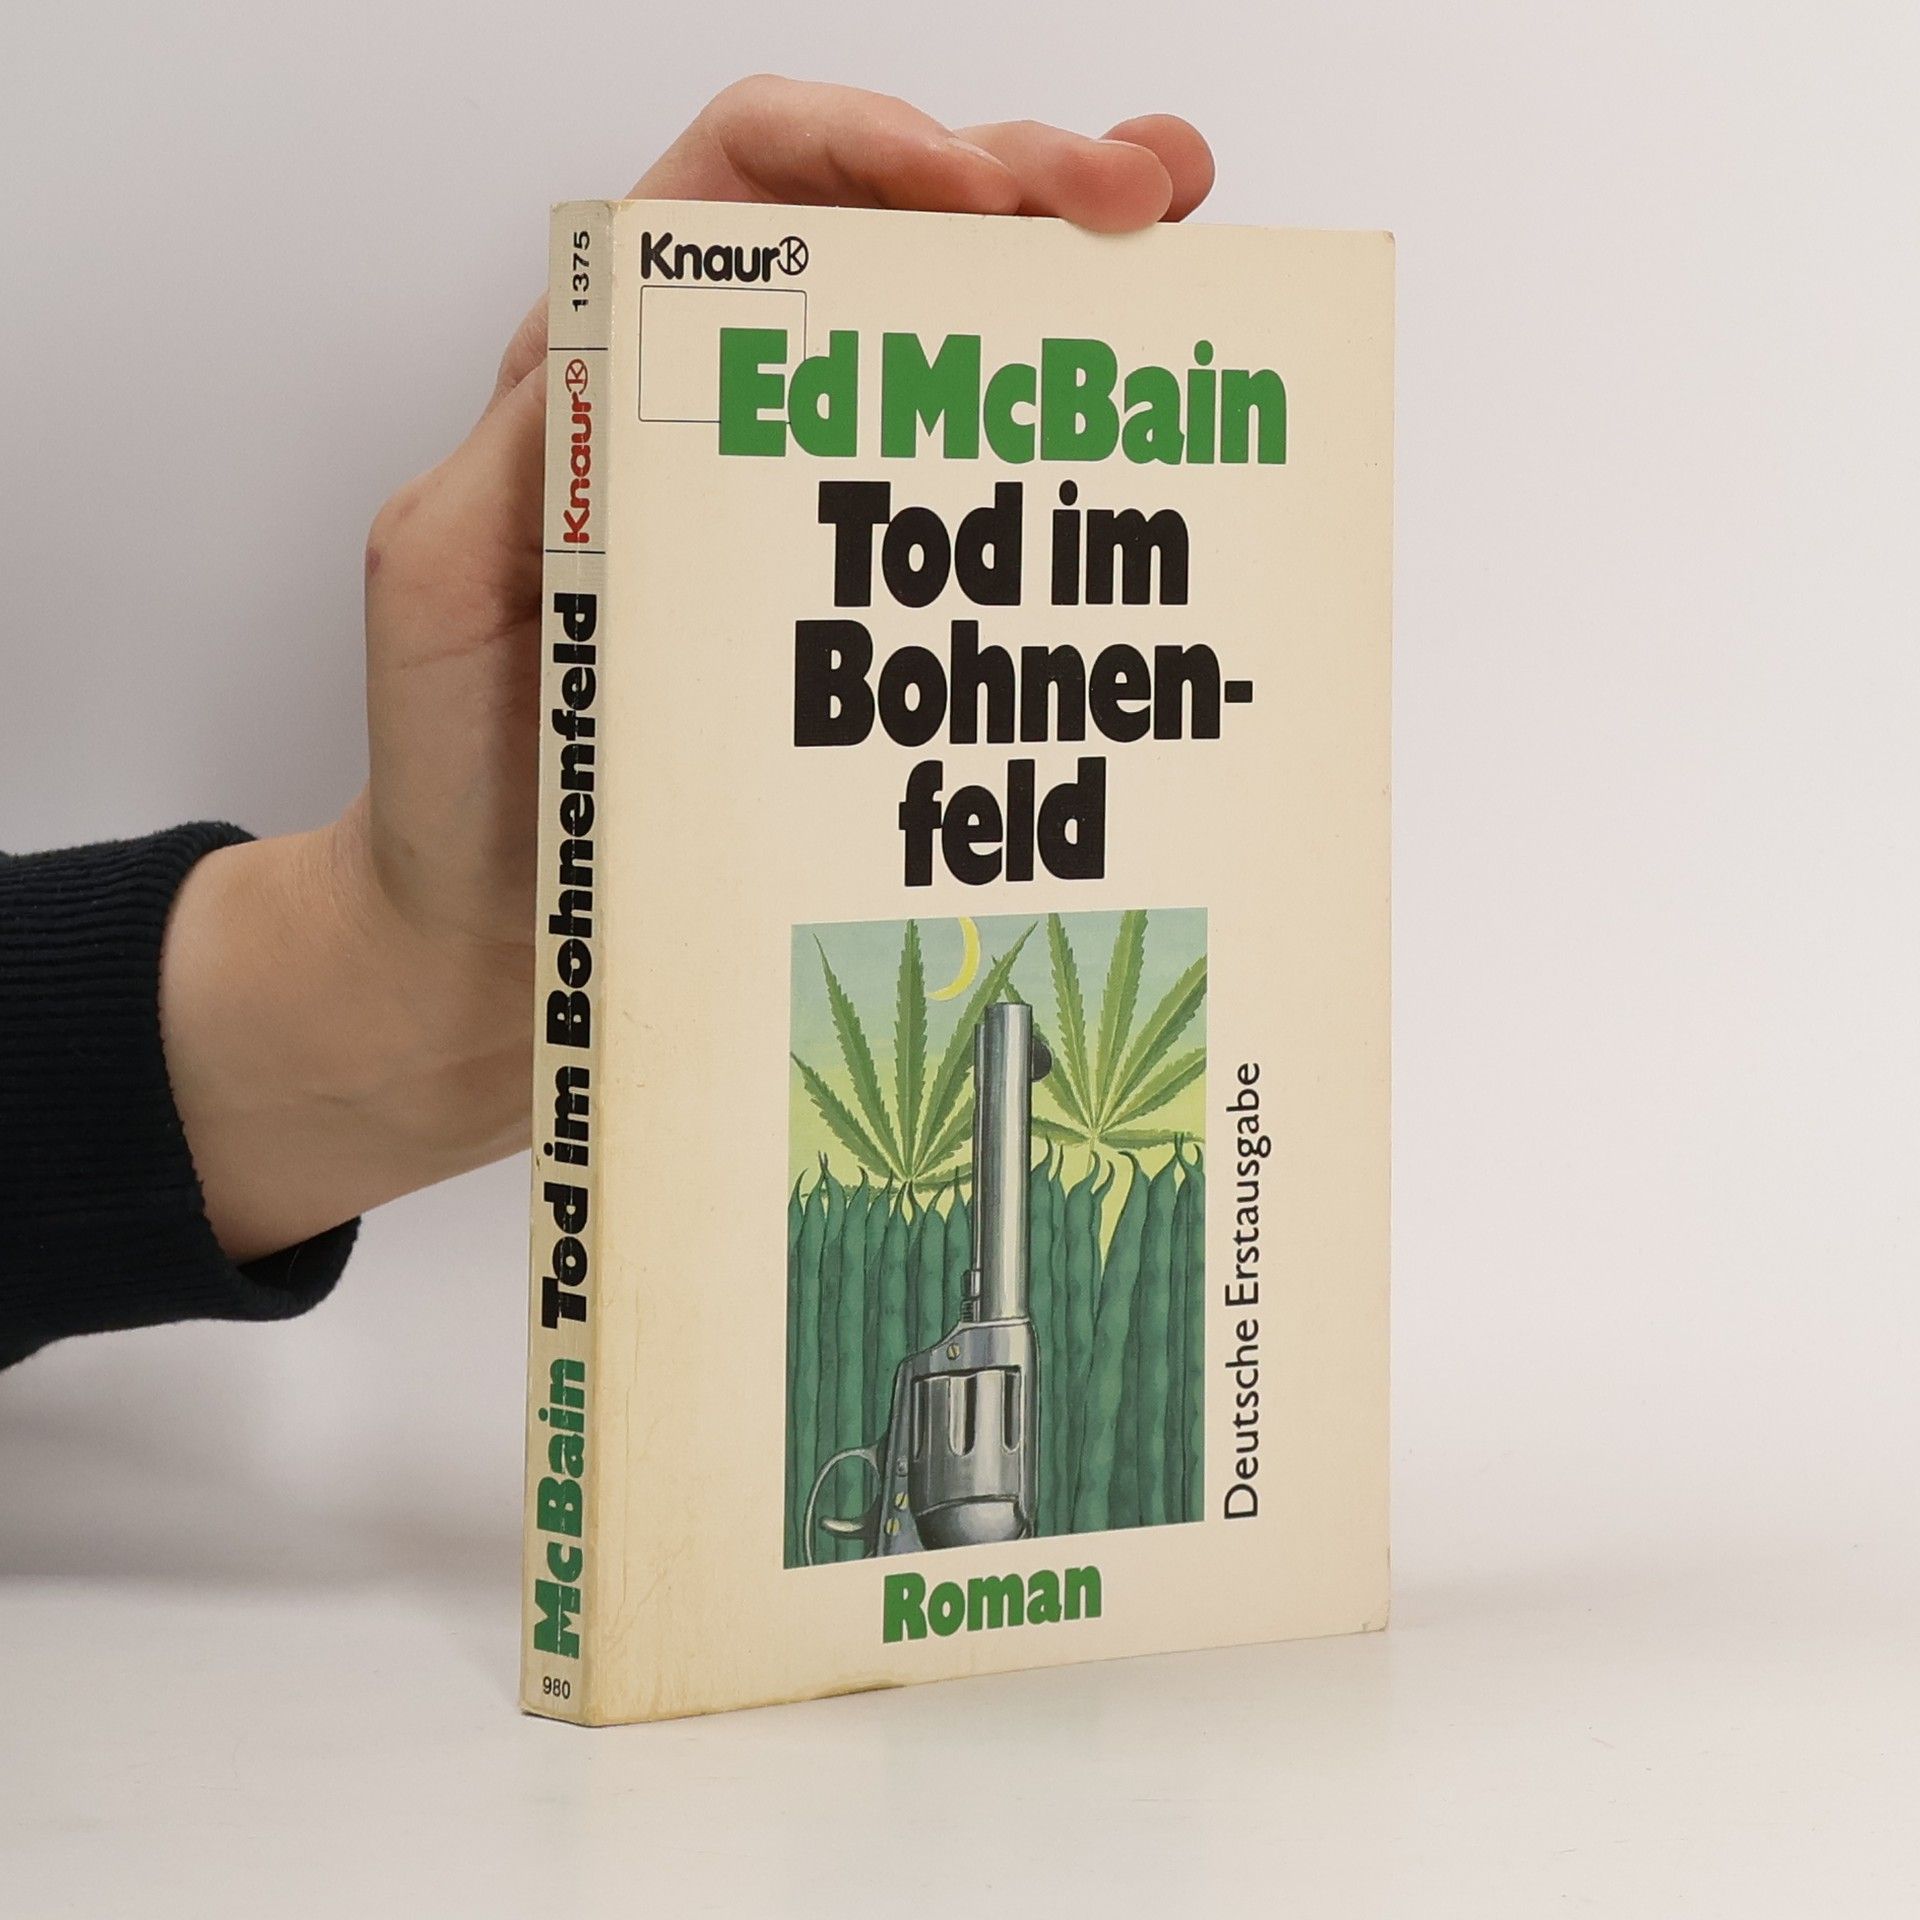 Knaur
Ed McBain
Tod im
Bohnen-
feld
Deutsche Erstausgabe
Roman
1375
Knaur
McBain Tod im Bohnenfeld
980